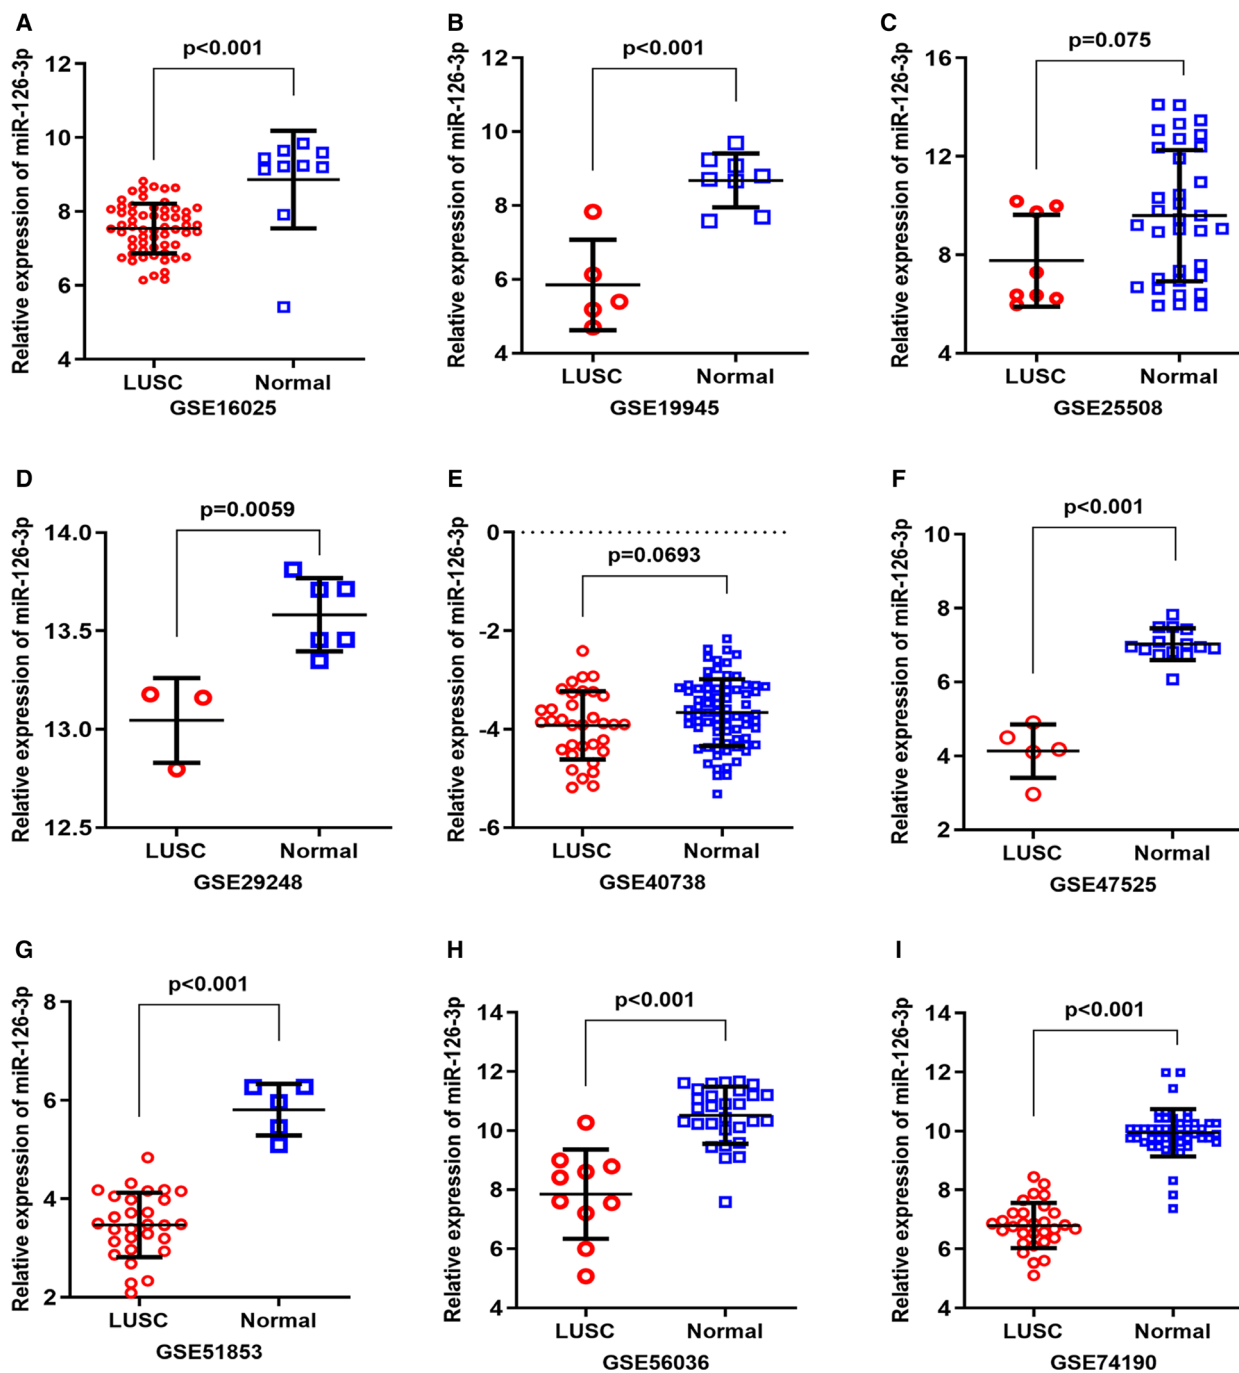 A
p<0.001
Relative expression of miR-126-3p
12
10
8
6
4
LUSC Normal
GSE16025
B
p<0.001
Relative expression of miR-126-3p
12
10
8
6
4
LUSC Normal
GSE19945
C
p=0.075
Relative expression of miR-126-3p
16
12
8
4
LUSC Normal
GSE25508
D
p=0.0059
Relative expression of miR-126-3p
14.0
13.5
13.0
12.5
LUSC Normal
GSE29248
E
Relative expression of miR-126-3p
0
p=0.0693
-2
-4
-6
LUSC Normal
GSE40738
F
p<0.001
Relative expression of miR-126-3p
10
8
6
4
2
LUSC Normal
GSE47525
G
p<0.001
Relative expression of miR-126-3p
8
6
4
2
LUSC Normal
GSE51853
H
p<0.001
Relative expression of miR-126-3p
14
12
10
8
6
4
LUSC Normal
GSE56036
I
p<0.001
Relative expression of miR-126-3p
14
12
10
8
6
4
LUSC Normal
GSE74190